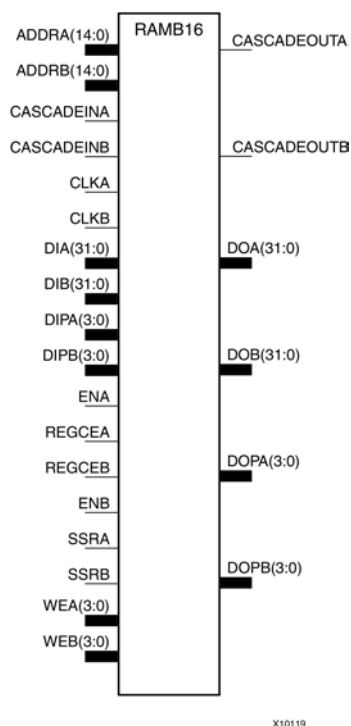 RAMB16
ADDRA(14:0)
ADDRB(14:0)
CASCADEINA
CASCADEINB
CLKA
CLKB
DIA(31:0)
DIB(31:0)
DIPA(3:0)
DIPB(3:0)
ENA
REGCEA
REGCEB
ENB
SSRA
SSRB
WEA(3:0)
WEB(3:0)
CASCADEOUTA
CASCADEOUTB
DOA(31:0)
DOB(31:0)
DOPA(3:0)
DOPB(3:0)
X10119